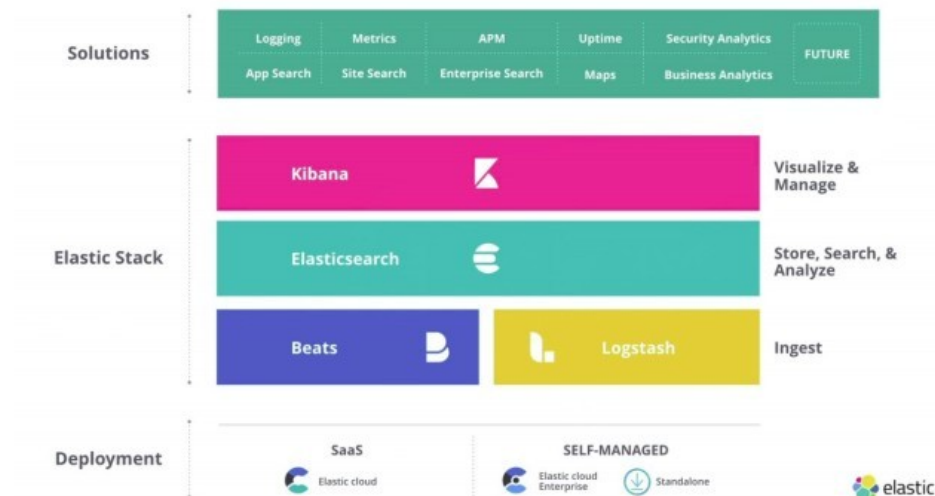 Solutions
Logging
Metrics
APM
Uptime
Security Analytics
FUTURE
App Search
Site Search
Enterprise Search
Maps
Business Analytics
Elastic Stack
Kibana
Visualize &
Manage
Elasticsearch
Store, Search, &
Analyze
Beats
Logstash
Ingest
Deployment
SaaS
Elastic cloud
SELF-MANAGED
Elastic cloud
Enterprise
Standalone
elastic